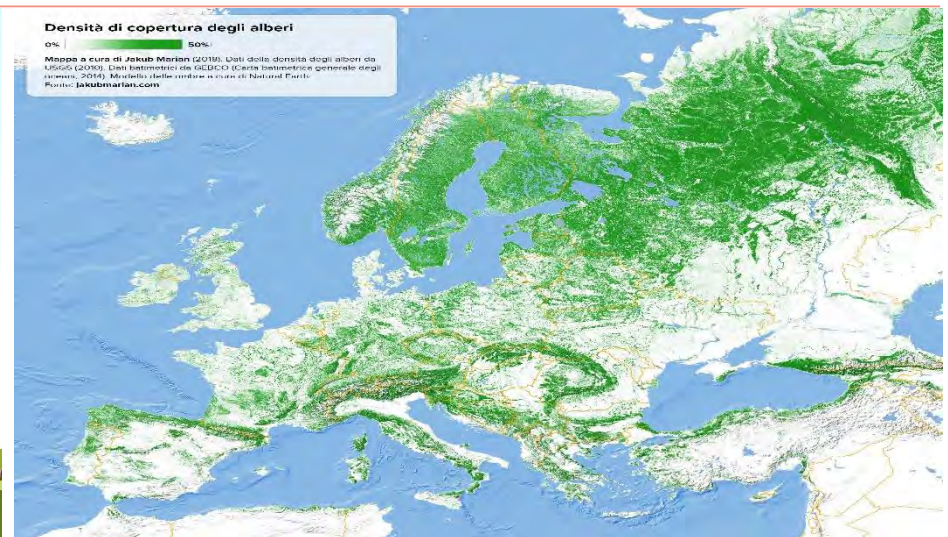 Densità di copertura degli alberi
0% 50%
Mappa a cura di Jakub Marian (2018). Dati della densità degli alberi da
USGS (2010). Dati batimetrici da GEBCO (Carta batimetrica generale degli
oceani, 2014). Modello delle ombre a cura di Natural Earth.
Fonte: jakubmarian.com